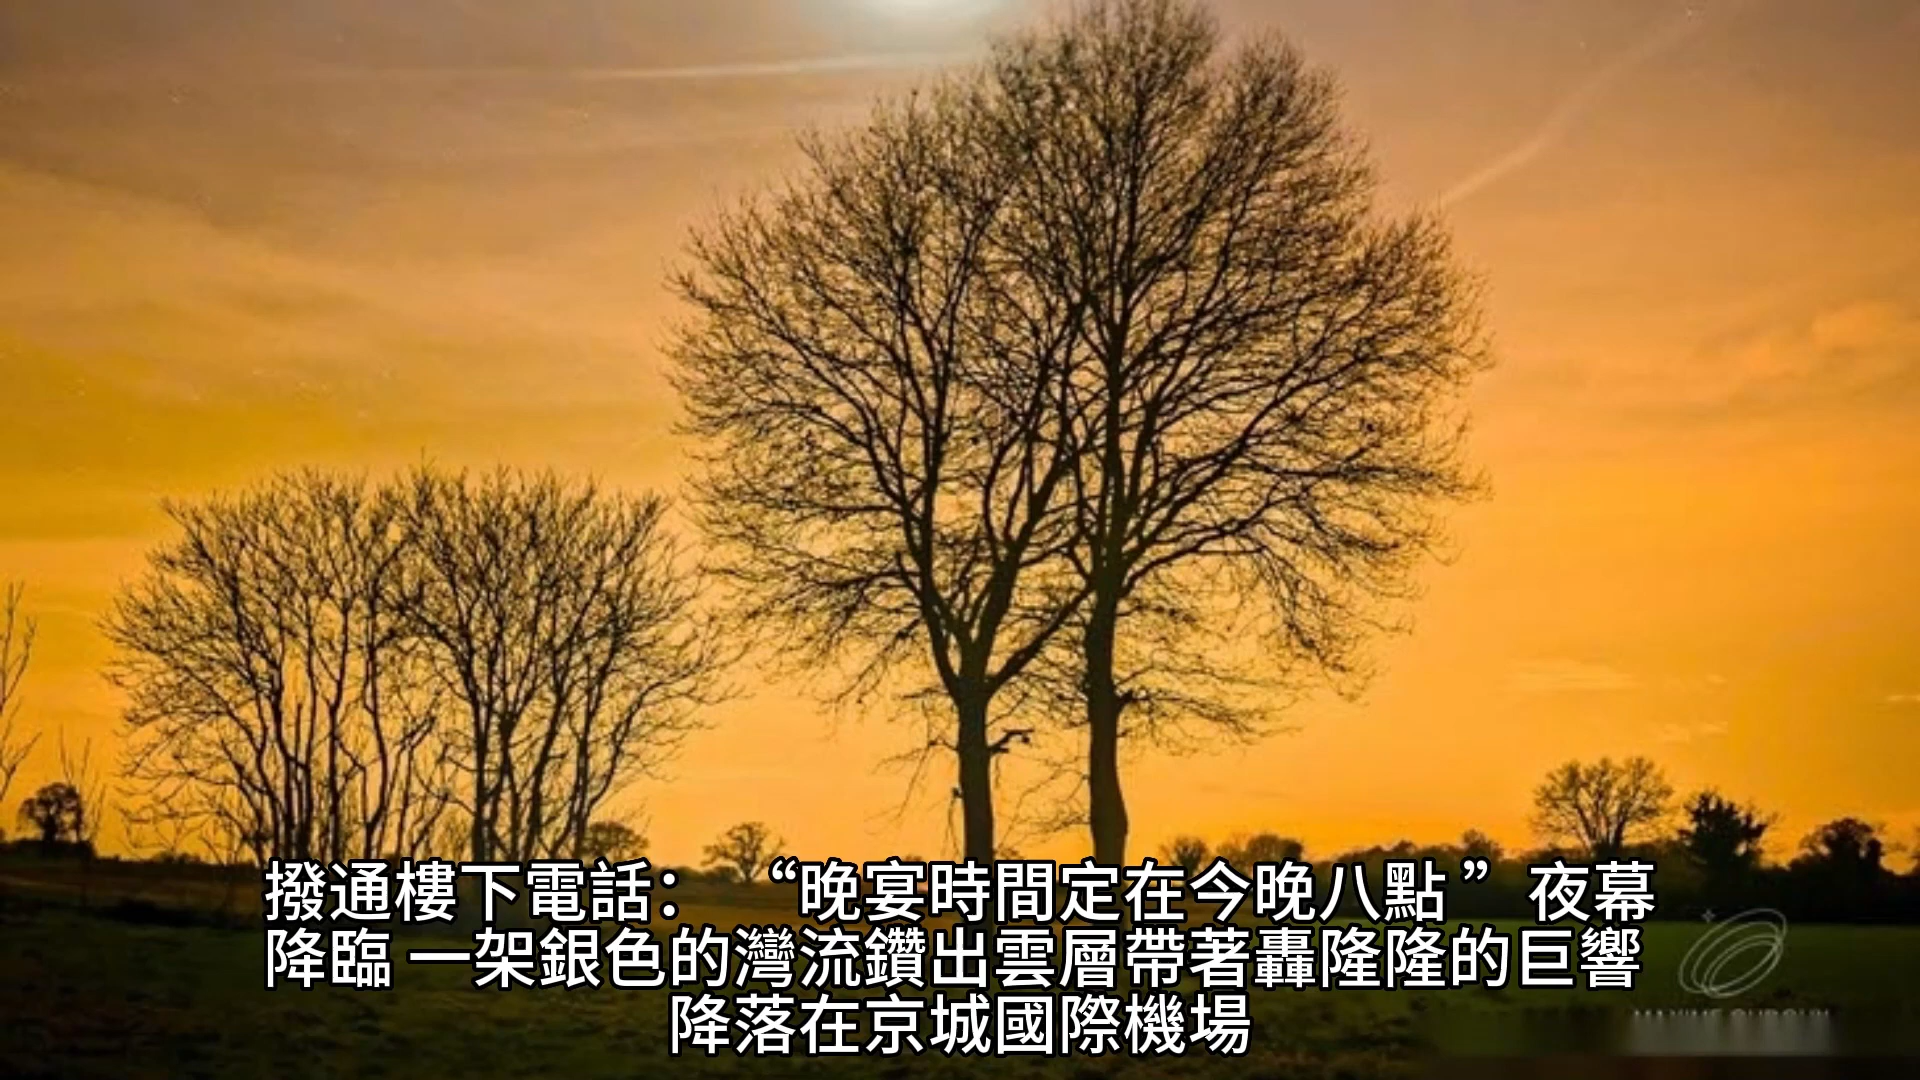 撥通樓下電話：“晚宴時間定在今晚八點”夜幕
降臨 一架銀色的灣流鑽出雲層帶著轟隆隆的巨響
降落在京城國際機場